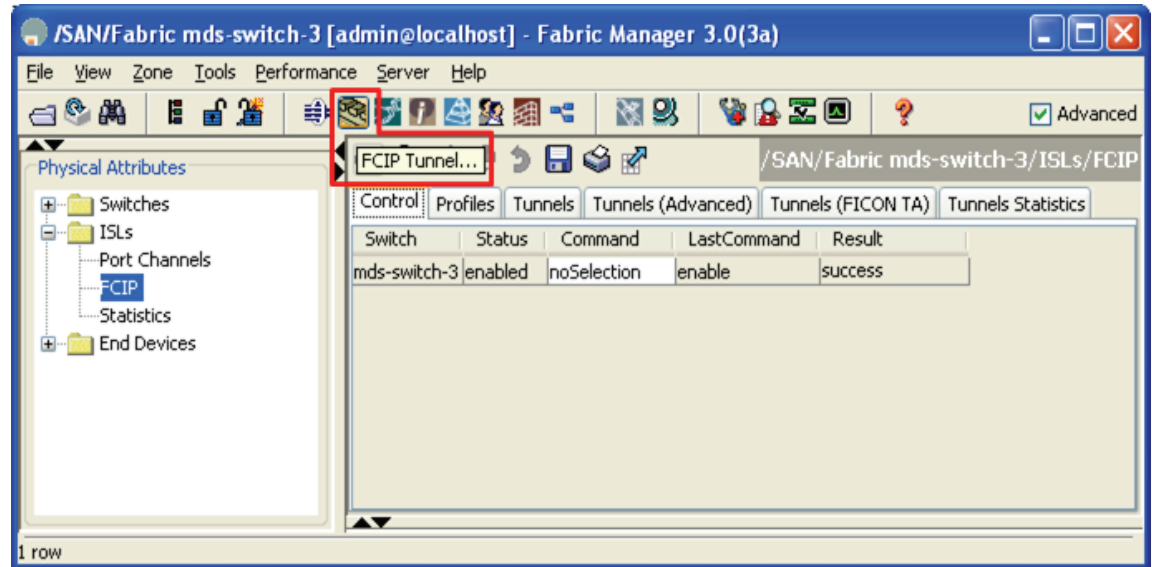 /SAN/Fabric mds-switch-3 [admin@localhost] - Fabric Manager 3.0(3a)
File View Zone Tools Performance Server Help
Advanced
FCIP Tunnel...
/SAN/Fabric mds-switch-3/ISLs/FCIP
Physical Attributes
Switches
ISLs
Port Channels
FCIP
Statistics
End Devices
Control Profiles Tunnels Tunnels (Advanced) Tunnels (FICON TA) Tunnels Statistics
Switch Status Command LastCommand Result
mds-switch-3 enabled noSelection enable success
1 row